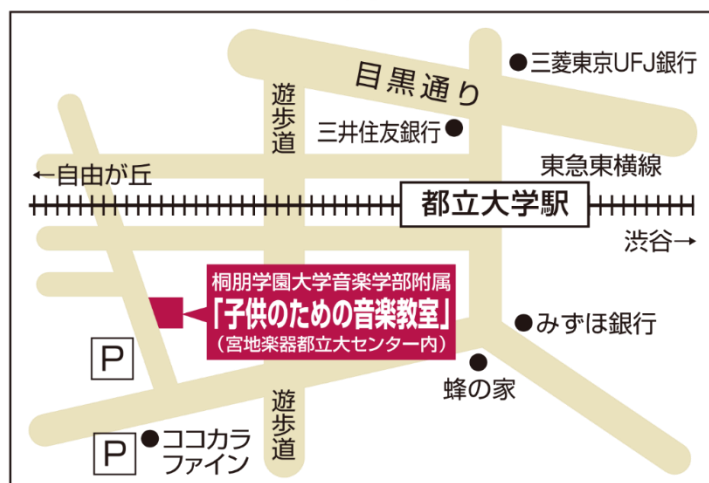 三菱東京UFJ銀行
目黒通り
遊歩道
三井住友銀行
東急東横線
←自由が丘
都立大学駅
渋谷→
桐朋学園大学音楽学部附属
「子供のための音楽教室」
(宮地楽器都立大センター内)
みずほ銀行
P
蜂の家
遊歩道
P
ココカラ
ファイン